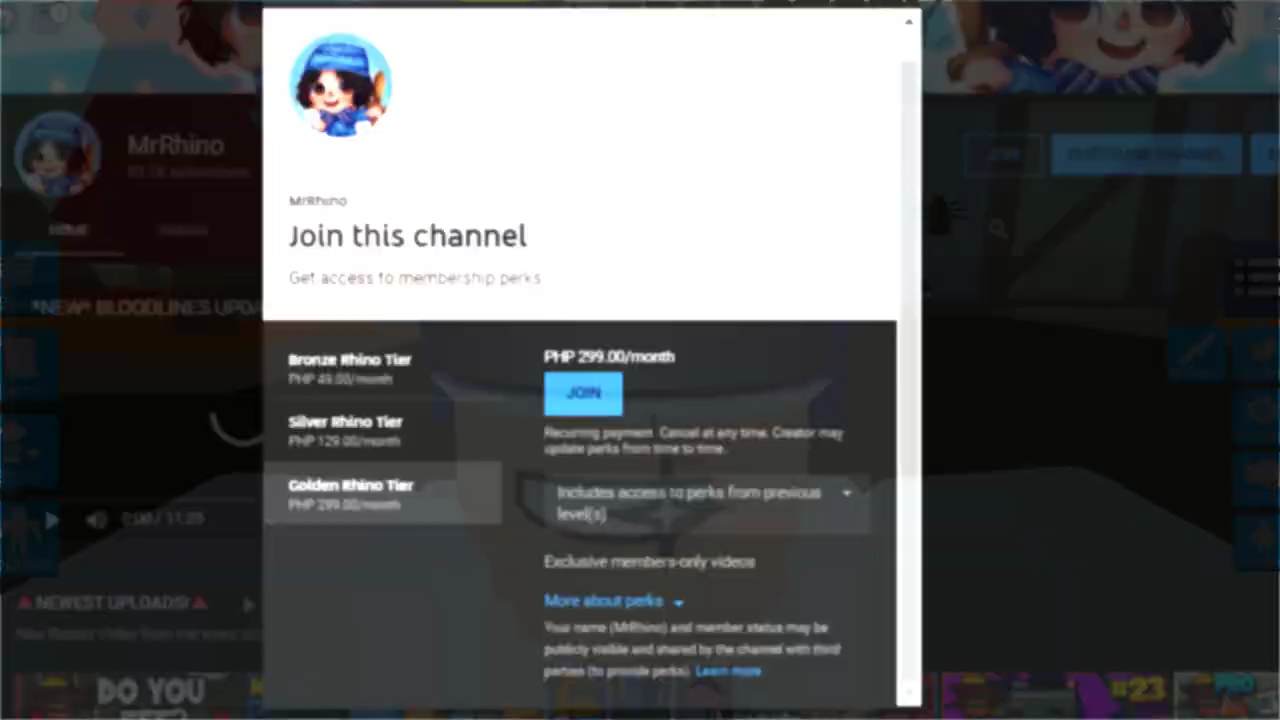 MrRhino
Join this channel
Get access to membership perks
MrRhino
HOME
*NEW* BLOODLINES
Bronze Rhino Tier
PHP 49.00/month
Silver Rhino Tier
PHP 129.00/month
Golden Rhino Tier
PHP 299.00/month
PHP 299.00/month
JOIN
Recurring payment. Cancel at any time. Creator may
update perks from time to time.
Includes access to perks from previous
level(s)
Exclusive members-only videos
More about perks
Your name (MrRhino) and member status may be
publicly visible and shared by the channel with third
parties (to provide perks). Learn more
NEWEST UPLOADS!
DO YOU
#23
PRO